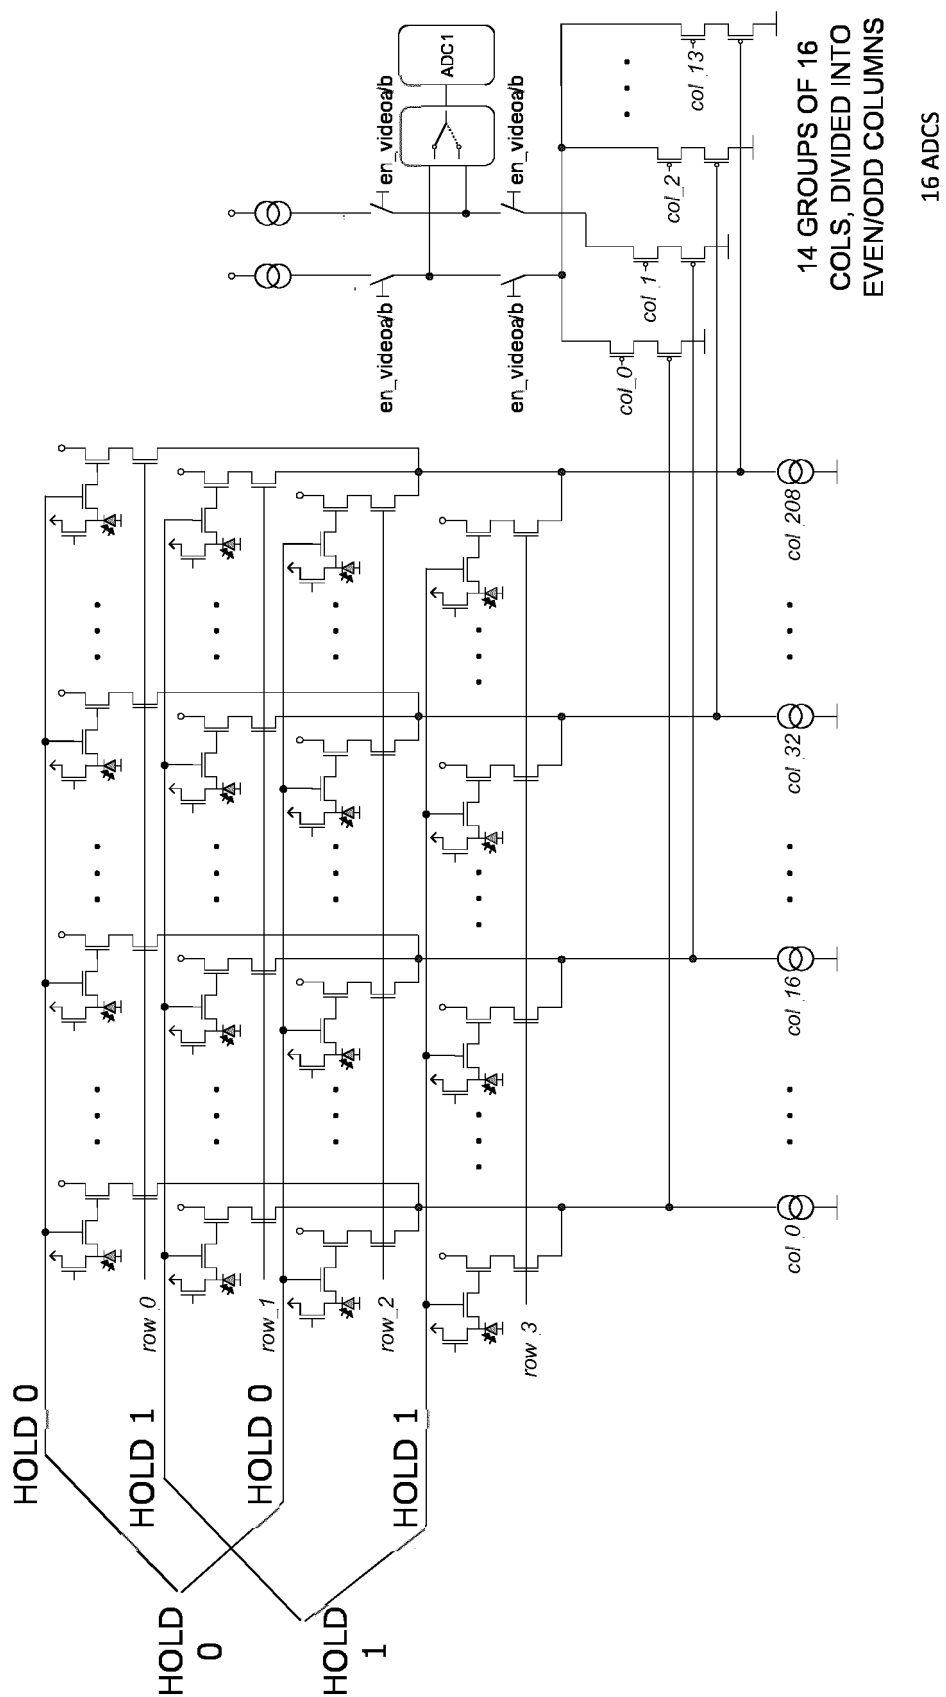 HOLD 0
HOLD 1
HOLD 0
HOLD 1
HOLD
0
HOLD
1
row_0
row_1
row_2
row_3
col_0
col_16
col_32
col_208
col_0
col_1
col_2
col_13
en_videoa/b
en_videoa/b
en_videoa/b
en_videoa/b
ADC1
14 GROUPS OF 16
COLS, DIVIDED INTO
EVEN/ODD COLUMNS
16 ADCS